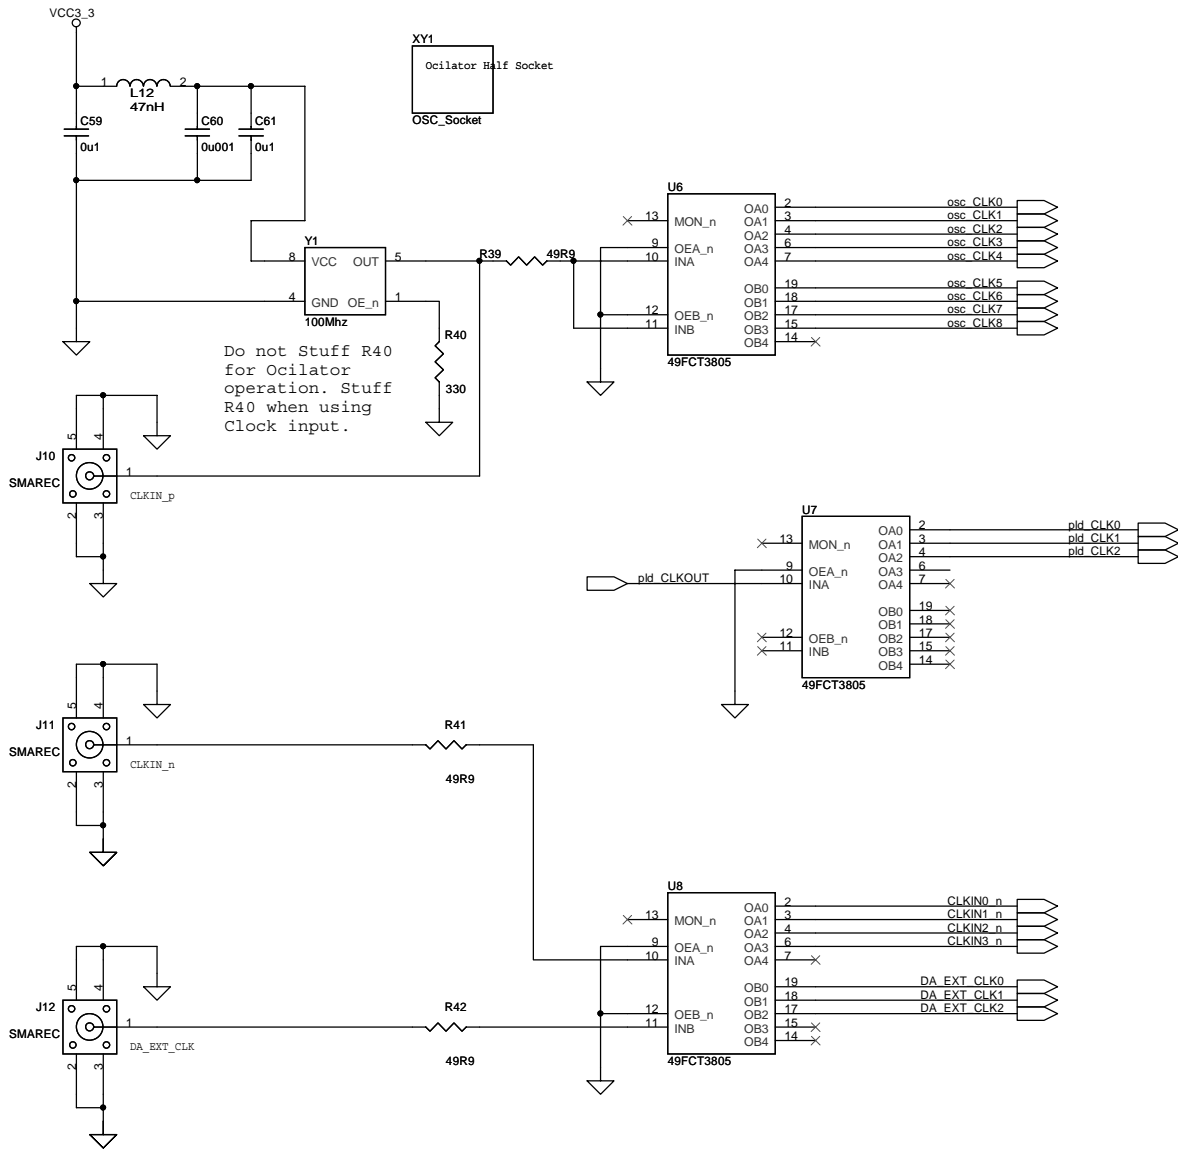 VCC3_3
XY1
Ocilator Half Socket
OSC_Socket
1 2
L12
47nH
C59
0u1
C60
0u001
C61
0u1
Y1
8 VCC OUT 5
4 GND OE_n 1
100Mhz
R39 49R9
R40
330
Do not Stuff R40
for Ocilator
operation. Stuff
R40 when using
Clock input.
U6
13 MON_n
9 OEA_n
10 INA
12 OEB_n
11 INB
OA0 2 osc_CLK0
OA1 3 osc_CLK1
OA2 4 osc_CLK2
OA3 6 osc_CLK3
OA4 7 osc_CLK4
OB0 19 osc_CLK5
OB1 18 osc_CLK6
OB2 17 osc_CLK7
OB3 15 osc_CLK8
OB4 14
49FCT3805
5 4
J10
SMAREC
1
CLKIN_p
2 3
U7
13 MON_n
9 OEA_n
pld_CLKOUT 10 INA
12 OEB_n
11 INB
OA0 2 pld_CLK0
OA1 3 pld_CLK1
OA2 4 pld_CLK2
OA3 6
OA4 7
OB0 19
OB1 18
OB2 17
OB3 15
OB4 14
49FCT3805
5 4
J11
SMAREC
1
CLKIN_n
2 3
R41
49R9
U8
13 MON_n
9 OEA_n
10 INA
12 OEB_n
11 INB
OA0 2 CLKIN0_n
OA1 3 CLKIN1_n
OA2 4 CLKIN2_n
OA3 6 CLKIN3_n
OA4 7
OB0 19 DA_EXT_CLK0
OB1 18 DA_EXT_CLK1
OB2 17 DA_EXT_CLK2
OB3 15
OB4 14
49FCT3805
5 4
J12
SMAREC
1
DA_EXT_CLK
2 3
R42
49R9